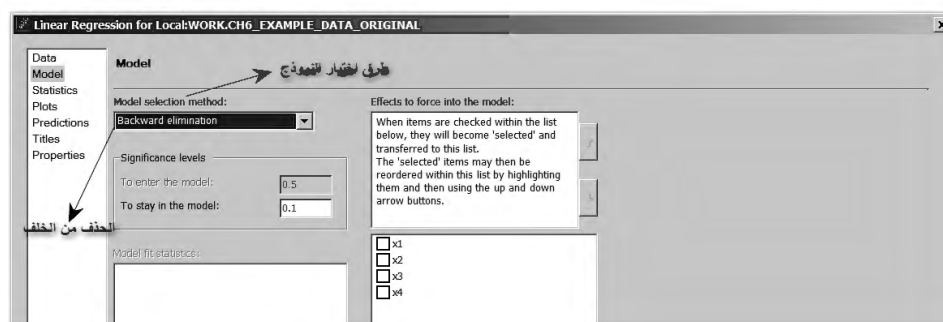 Linear Regression for Local:WORK.CH6_EXAMPLE_DATA_ORIGINAL
Data
Model
Statistics
Plots
Predictions
Titles
Properties
Model
طرق اختيار النموذج
Model selection method:
Backward elimination
الحذف من الخلف
Significance levels
To enter the model:
0.5
To stay in the model:
0.1
Model fit statistics:
Effects to force into the model:
When items are checked within the list
below, they will become 'selected' and
transferred to this list.
The 'selected' items may then be
reordered within this list by highlighting
them and then using the up and down
arrow buttons.
x1
x2
x3
x4